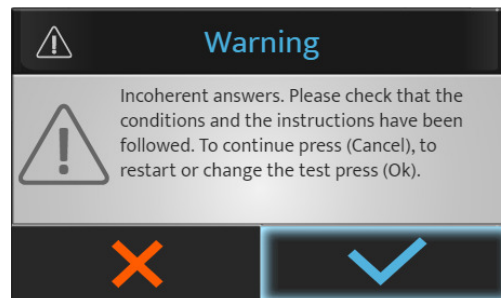 Warning
Incoherent answers. Please check that the
conditions and the instructions have been
followed. To continue press (Cancel), to
restart or change the test press (Ok).